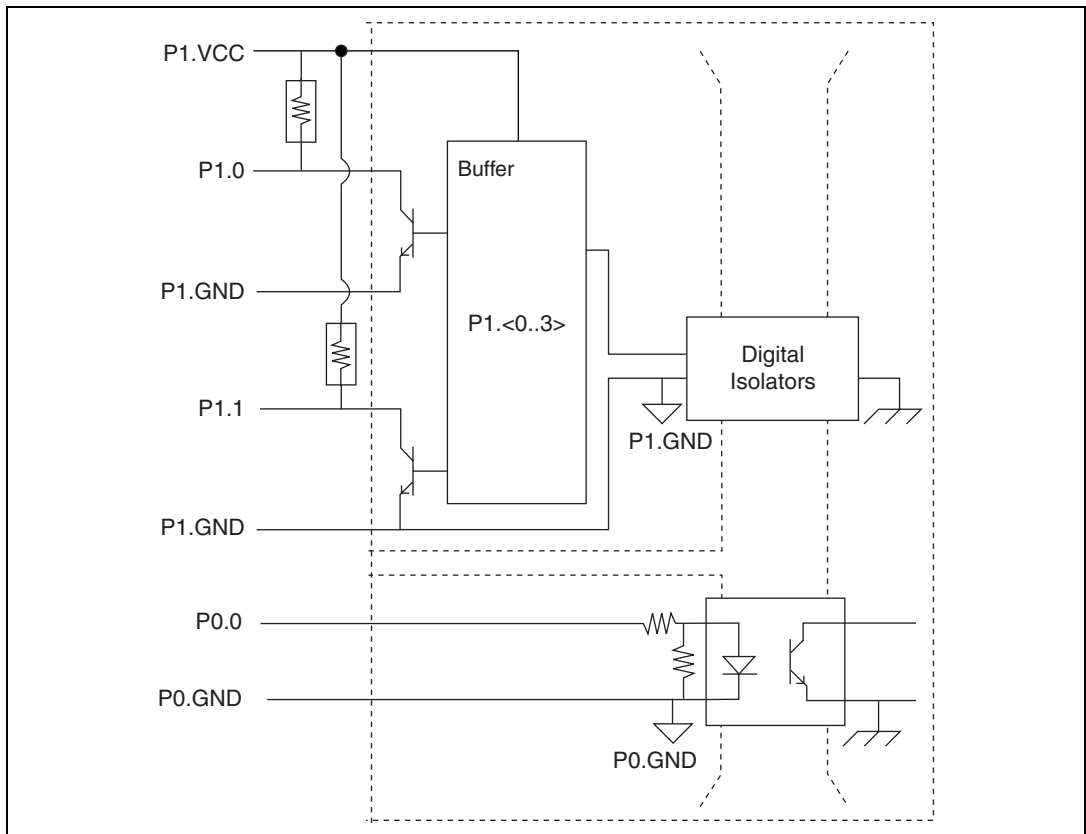 P1.VCC
P1.0
Buffer
P1.GND
P1.<0..3>
Digital
Isolators
P1.1
P1.GND
P1.GND
P0.0
P0.GND
P0.GND